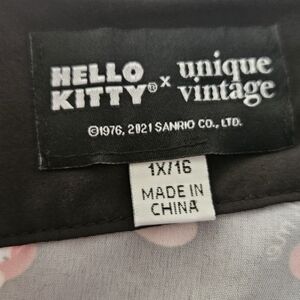 HELLO
KITTY® x unique
vintage
©1976, 2021 SANRIO CO., LTD.
1X/16
MADE IN
CHINA